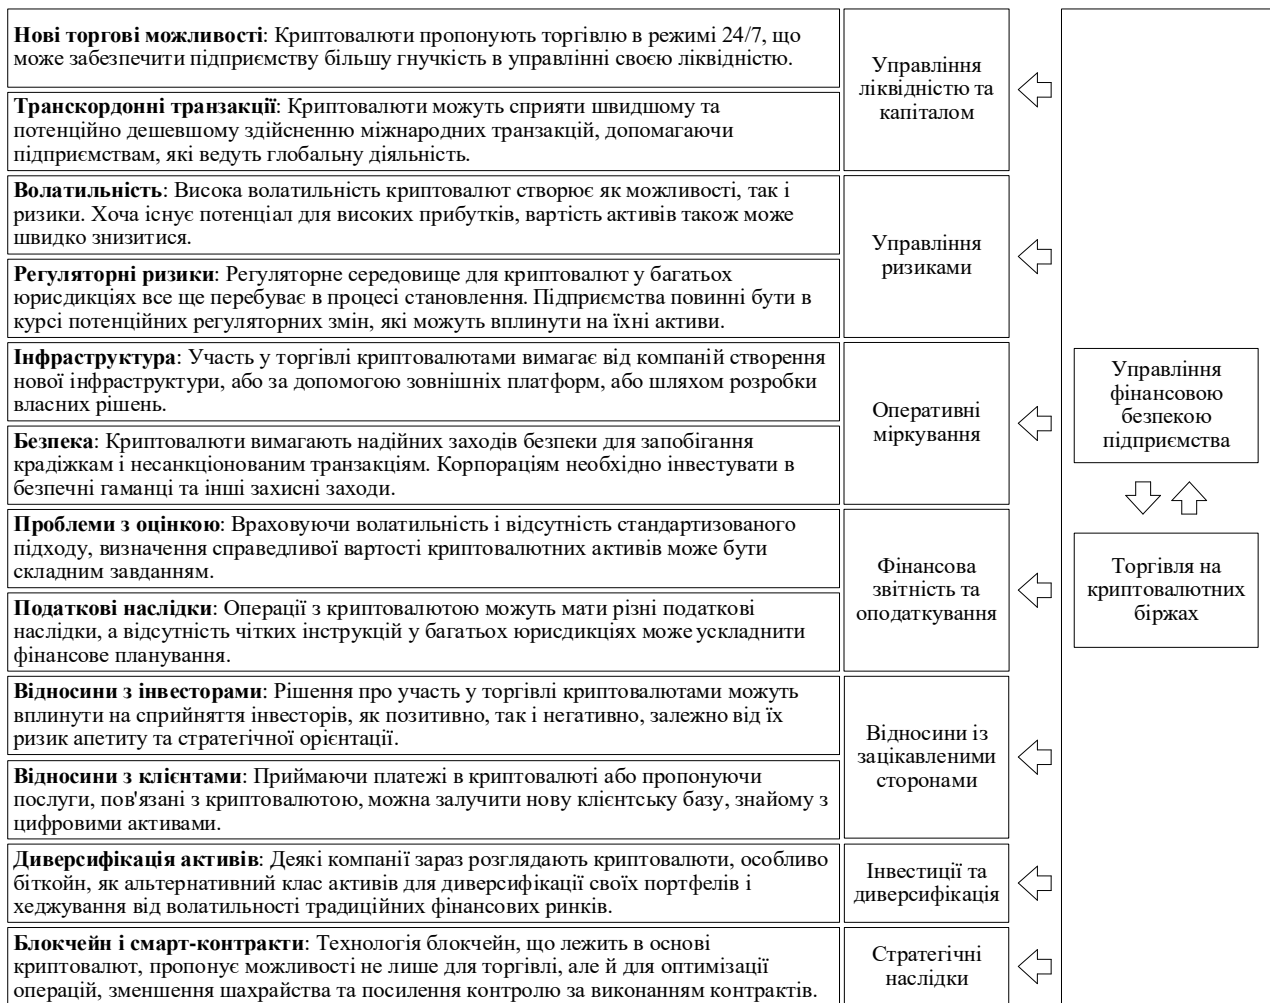 Нові торгові можливості: Криптовалюти пропонують торгівлю в режимі 24/7, що
може забезпечити підприємству більшу гнучкість в управлінні своєю ліквідністю.
Транскордонні транзакції: Криптовалюти можуть сприяти швидшому та
потенційно дешевшому здійсненню міжнародних транзакцій, допомагаючи
підприємствам, які ведуть глобальну діяльність.
Управління
ліквідністю та
капіталом
Волатильність: Висока волатильність криптовалют створює як можливості, так і
ризики. Хоча існує потенціал для високих прибутків, вартість активів також може
швидко знизитися.
Регуляторні ризики: Регуляторне середовище для криптовалют у багатьох
юрисдикціях все ще перебуває в процесі становлення. Підприємства повинні бути в
курсі потенційних регуляторних змін, які можуть вплинути на їхні активи.
Управління
ризиками
Інфраструктура: Участь у торгівлі криптовалютами вимагає від компаній створення
нової інфраструктури, або за допомогою зовнішніх платформ, або шляхом розробки
власних рішень.
Безпека: Криптовалюти вимагають надійних заходів безпеки для запобігання
крадіжкам і несанкціонованим транзакціям. Корпораціям необхідно інвестувати в
безпечні гаманці та інші захисні заходи.
Оперативні
міркування
Проблеми з оцінкою: Враховуючи волатильність і відсутність стандартизованого
підходу, визначення справедливої вартості криптовалютних активів може бути
складним завданням.
Податкові наслідки: Операції з криптовалютою можуть мати різні податкові
наслідки, а відсутність чітких інструкцій у багатьох юрисдикціях може ускладнити
фінансове планування.
Фінансова
звітність та
оподаткування
Відносини з інвесторами: Рішення про участь у торгівлі криптовалютами можуть
вплинути на сприйняття інвесторів, як позитивно, так і негативно, залежно від їх
ризик апетиту та стратегічної орієнтації.
Відносини з клієнтами: Приймаючи платежі в криптовалюті або пропонуючи
послуги, пов'язані з криптовалютою, можна залучити нову клієнтську базу, знайому з
цифровими активами.
Відносини із
зацікавленими
сторонами
Диверсифікація активів: Деякі компанії зараз розглядають криптовалюти, особливо
біткойн, як альтернативний клас активів для диверсифікації своїх портфелів і
хеджування від волатильності традиційних фінансових ринків.
Інвестиції та
диверсифікація
Блокчейн і смарт-контракти: Технологія блокчейн, що лежить в основі
криптовалют, пропонує можливості не лише для торгівлі, але й для оптимізації
операцій, зменшення шахрайства та посилення контролю за виконанням контрактів.
Стратегічні
наслідки
Управління
фінансовою
безпекою
підприємства
Торгівля на
криптовалютних
біржах